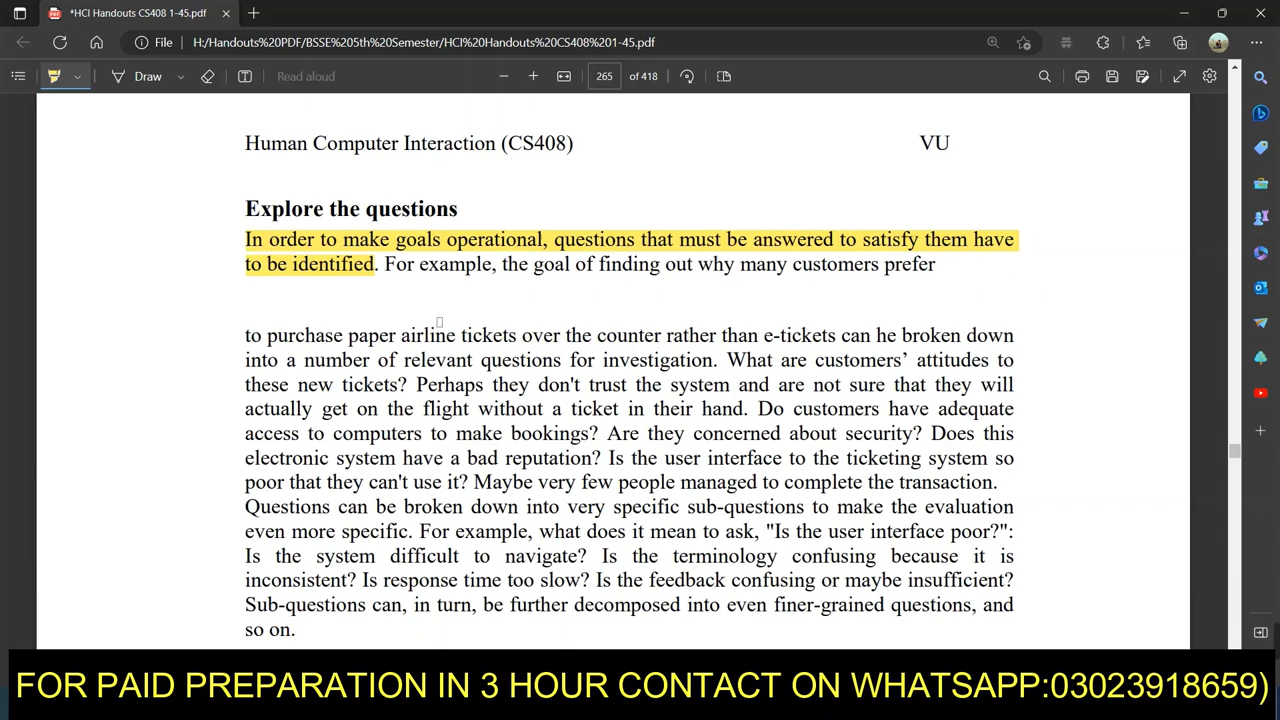 *HCI Handouts CS408 1-45.pdf
File H:/Handouts%20PDF/BSSE%205th%20Semester/HCI%20Handouts%20CS408%201-45.pdf
Draw Read aloud 265 of 418
Human Computer Interaction (CS408) VU
Explore the questions
In order to make goals operational, questions that must be answered to satisfy them have
to be identified. For example, the goal of finding out why many customers prefer
to purchase paper airline tickets over the counter rather than e-tickets can he broken down
into a number of relevant questions for investigation. What are customers’ attitudes to
these new tickets? Perhaps they don't trust the system and are not sure that they will
actually get on the flight without a ticket in their hand. Do customers have adequate
access to computers to make bookings? Are they concerned about security? Does this
electronic system have a bad reputation? Is the user interface to the ticketing system so
poor that they can't use it? Maybe very few people managed to complete the transaction.
Questions can be broken down into very specific sub-questions to make the evaluation
even more specific. For example, what does it mean to ask, "Is the user interface poor?":
Is the system difficult to navigate? Is the terminology confusing because it is
inconsistent? Is response time too slow? Is the feedback confusing or maybe insufficient?
Sub-questions can, in turn, be further decomposed into even finer-grained questions, and
so on.
FOR PAID PREPARATION IN 3 HOUR CONTACT ON WHATSAPP:03023918659)